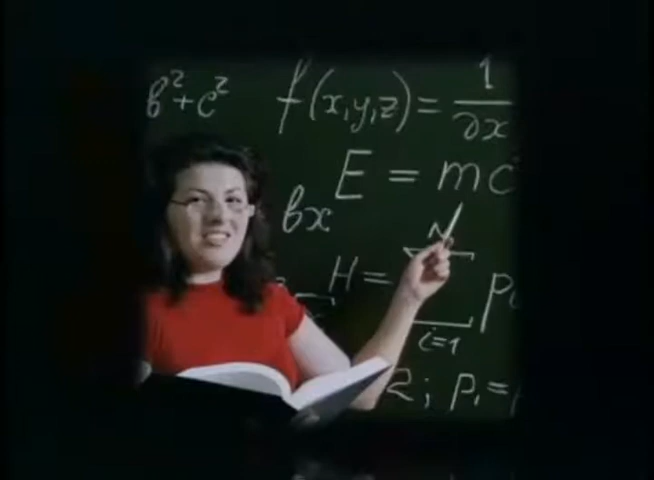 b²+c² f(x,y,z)= 1
∂x
E = mc
bx
N
H=
i=1
2; p₁=